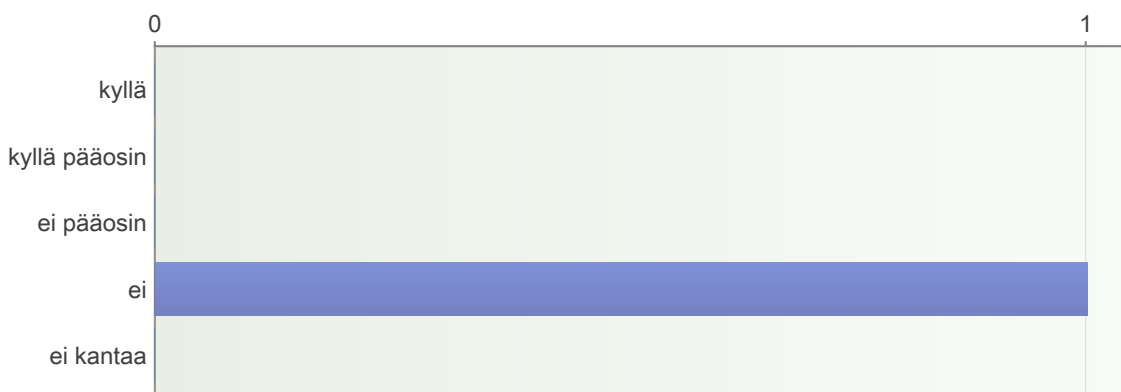 0 1
kyllä
kyllä pääosin
ei pääosin
ei
ei kantaa